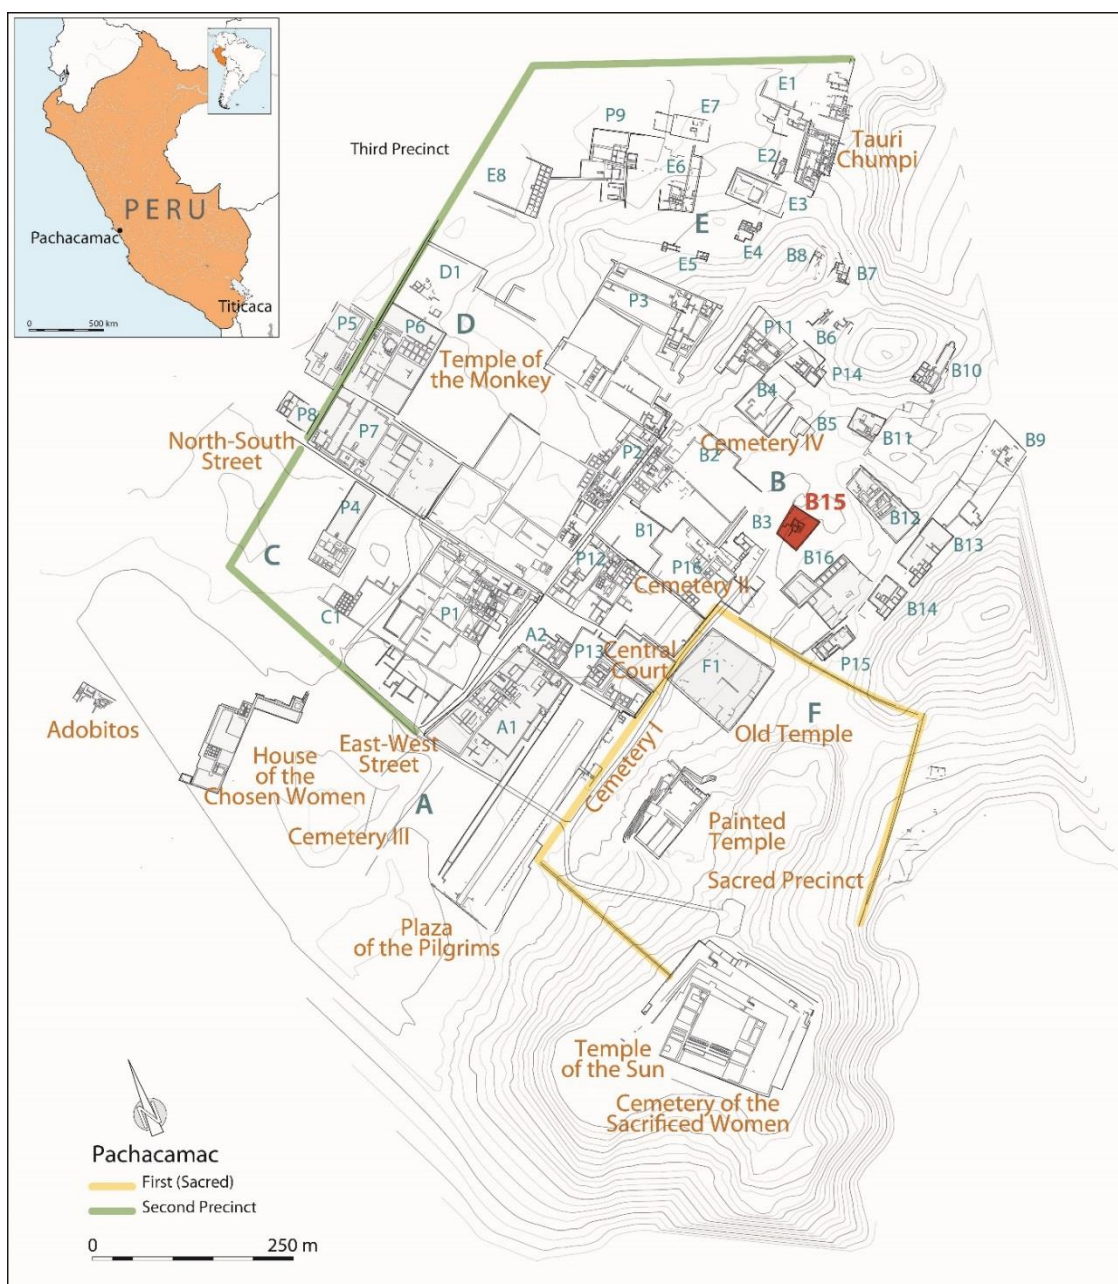 PERU
Pachacamac
Titicaca
0 500 km
Third Precinct
E1
E7
P9
Tauri
Chumpi
E2
E6
E8
E3
E
E4
B8
E5
B7
D1
P3
P5
P6
D
B6
P11
Temple of
the Monkey
P14
B10
B4
P8
P7
B5
B11
B9
North-South
Street
Cemetery IV
P2
B2
B
B15
P4
B3
B12
B1
B13
C
B16
P12
P16
Cemetery II
B14
C1
P1
A2
P13
Central
Court
P15
F1
F
Adobitos
A1
Old Temple
East-West
Street
House
of the
Chosen Women
Cemetery I
A
Cemetery III
Painted
Temple
Sacred Precinct
Plaza
of the Pilgrims
Temple
of the Sun
Cemetery of the
Sacrificed Women
N
Pachacamac
First (Sacred)
Second Precinct
0 250 m